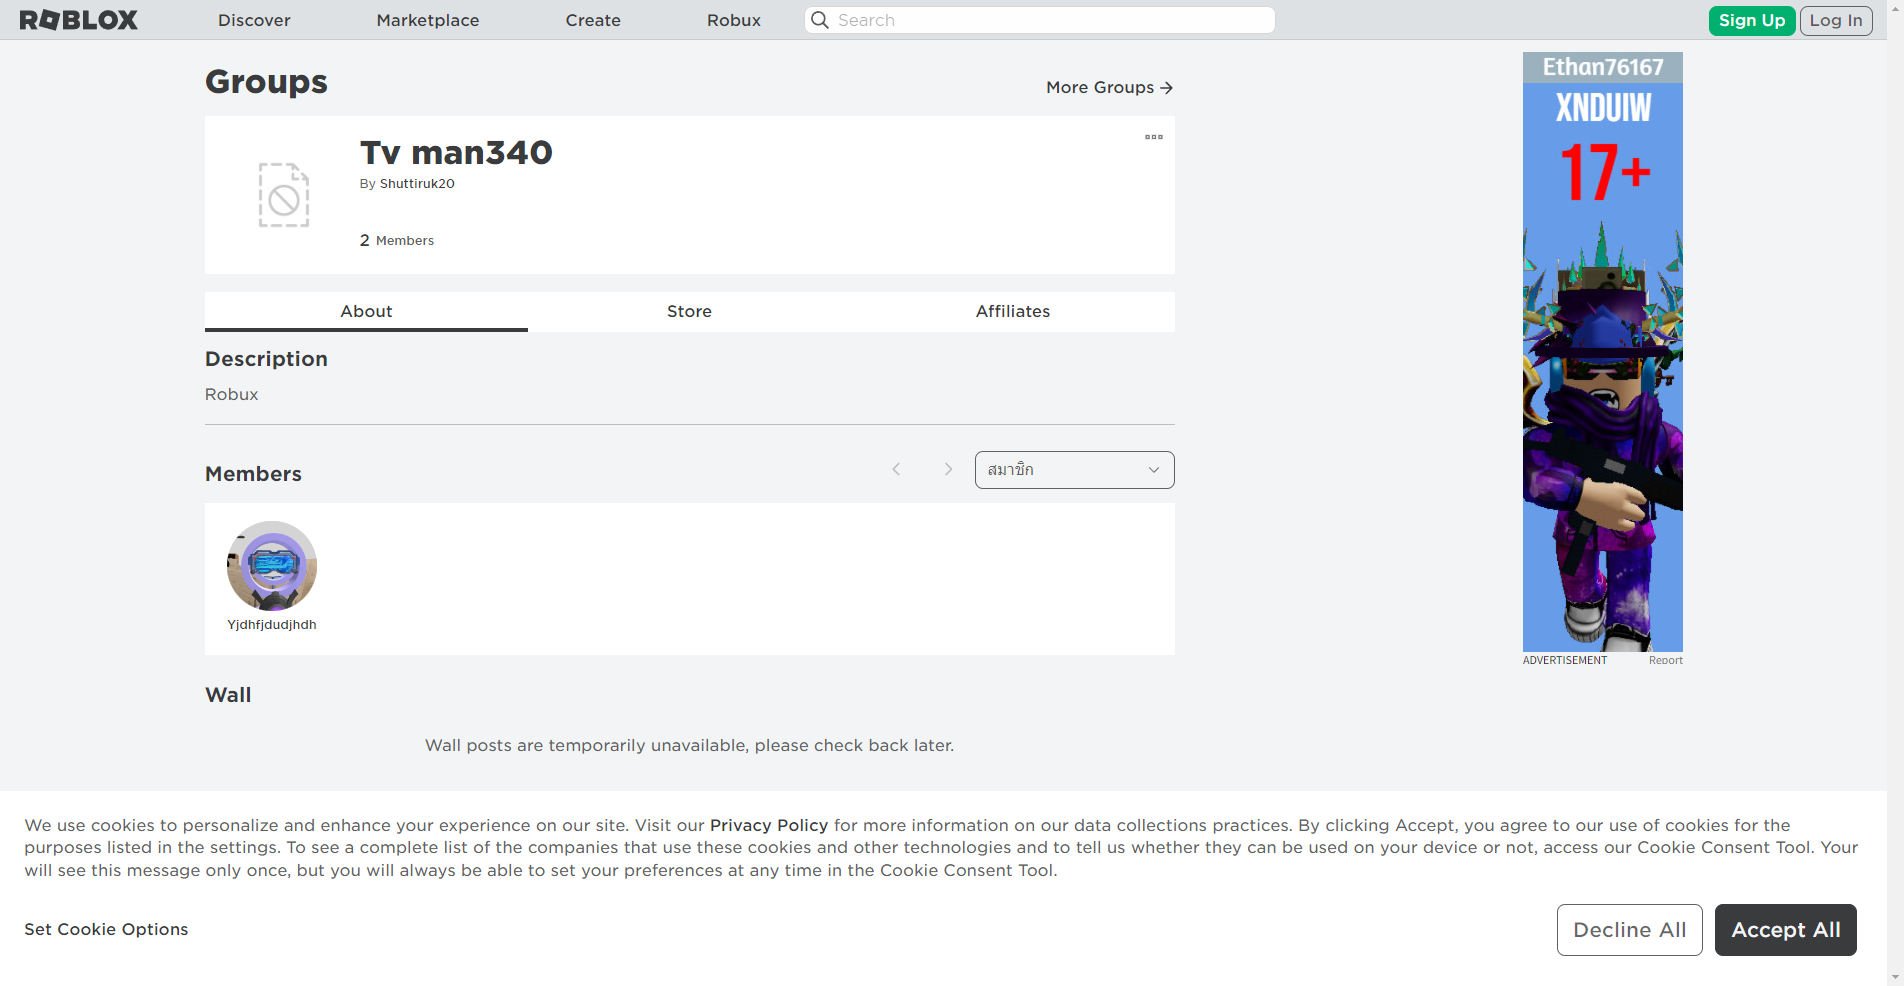 ROBLOX
Discover
Marketplace
Create
Robux
Search
Sign Up
Log In
Groups
More Groups
Tv man340
By Shuttiruk20
2 Members
About
Store
Affiliates
Description
Robux
Members
สมาชิก
Yjdhfjdudjhdh
Wall
Wall posts are temporarily unavailable, please check back later.
Ethan76167
XNDUIW
17+
ADVERTISEMENT
Report
We use cookies to personalize and enhance your experience on our site. Visit our Privacy Policy for more information on our data collections practices. By clicking Accept, you agree to our use of cookies for the
purposes listed in the settings. To see a complete list of the companies that use these cookies and other technologies and to tell us whether they can be used on your device or not, access our Cookie Consent Tool. Your
will see this message only once, but you will always be able to set your preferences at any time in the Cookie Consent Tool.
Set Cookie Options
Decline All
Accept All